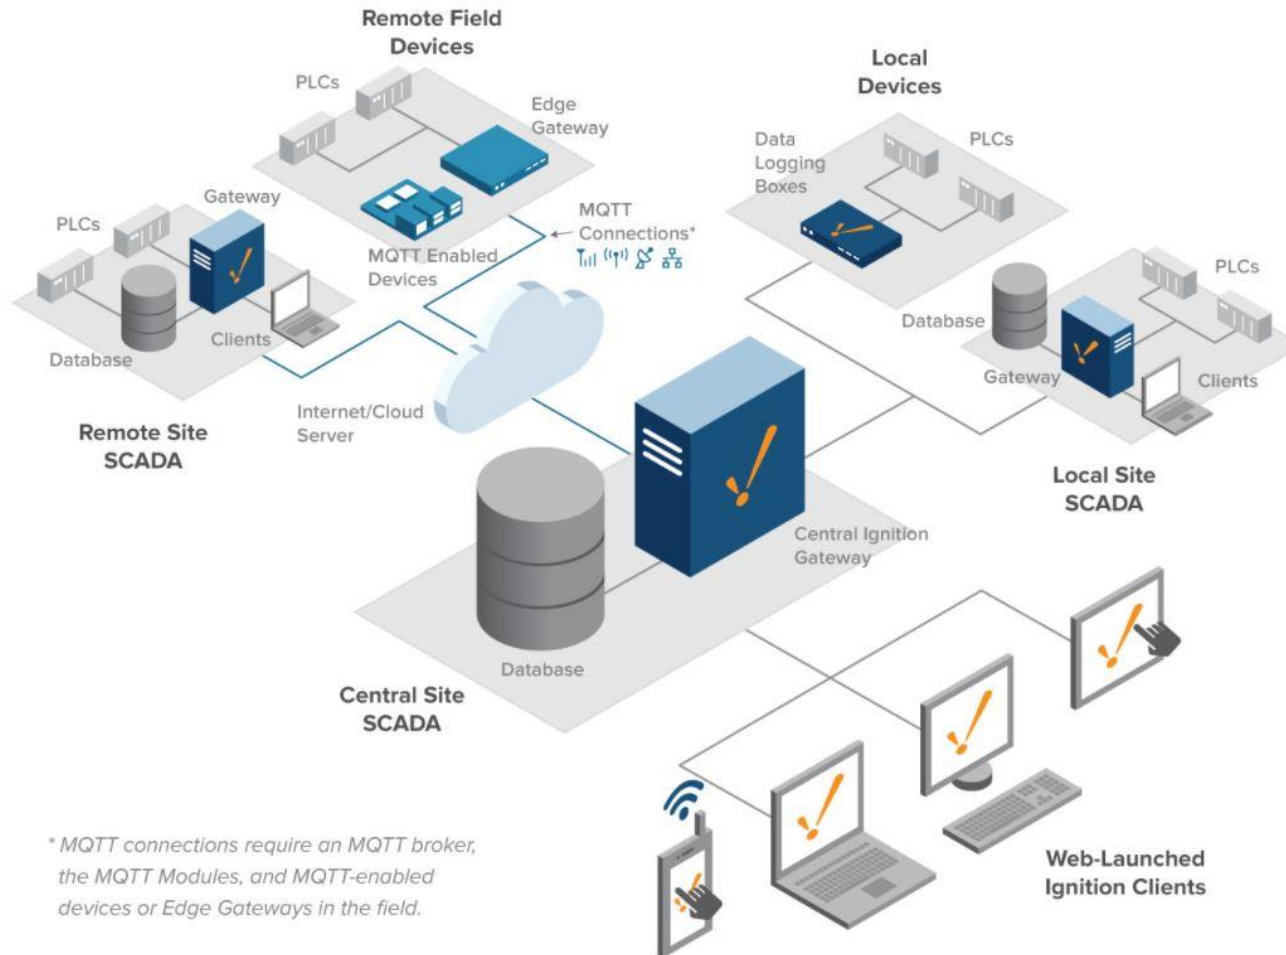 Remote Field
Devices
PLCs
Edge
Gateway
MQTT Enabled
Devices
MQTT
Connections*
Local
Devices
Data
Logging
Boxes
PLCs
Gateway
PLCs
Database
Clients
Remote Site
SCADA
Internet/Cloud
Server
PLCs
Database
Gateway
Clients
Local Site
SCADA
Central Ignition
Gateway
Database
Central Site
SCADA
Web-Launched
Ignition Clients
* MQTT connections require an MQTT broker,
the MQTT Modules, and MQTT-enabled
devices or Edge Gateways in the field.